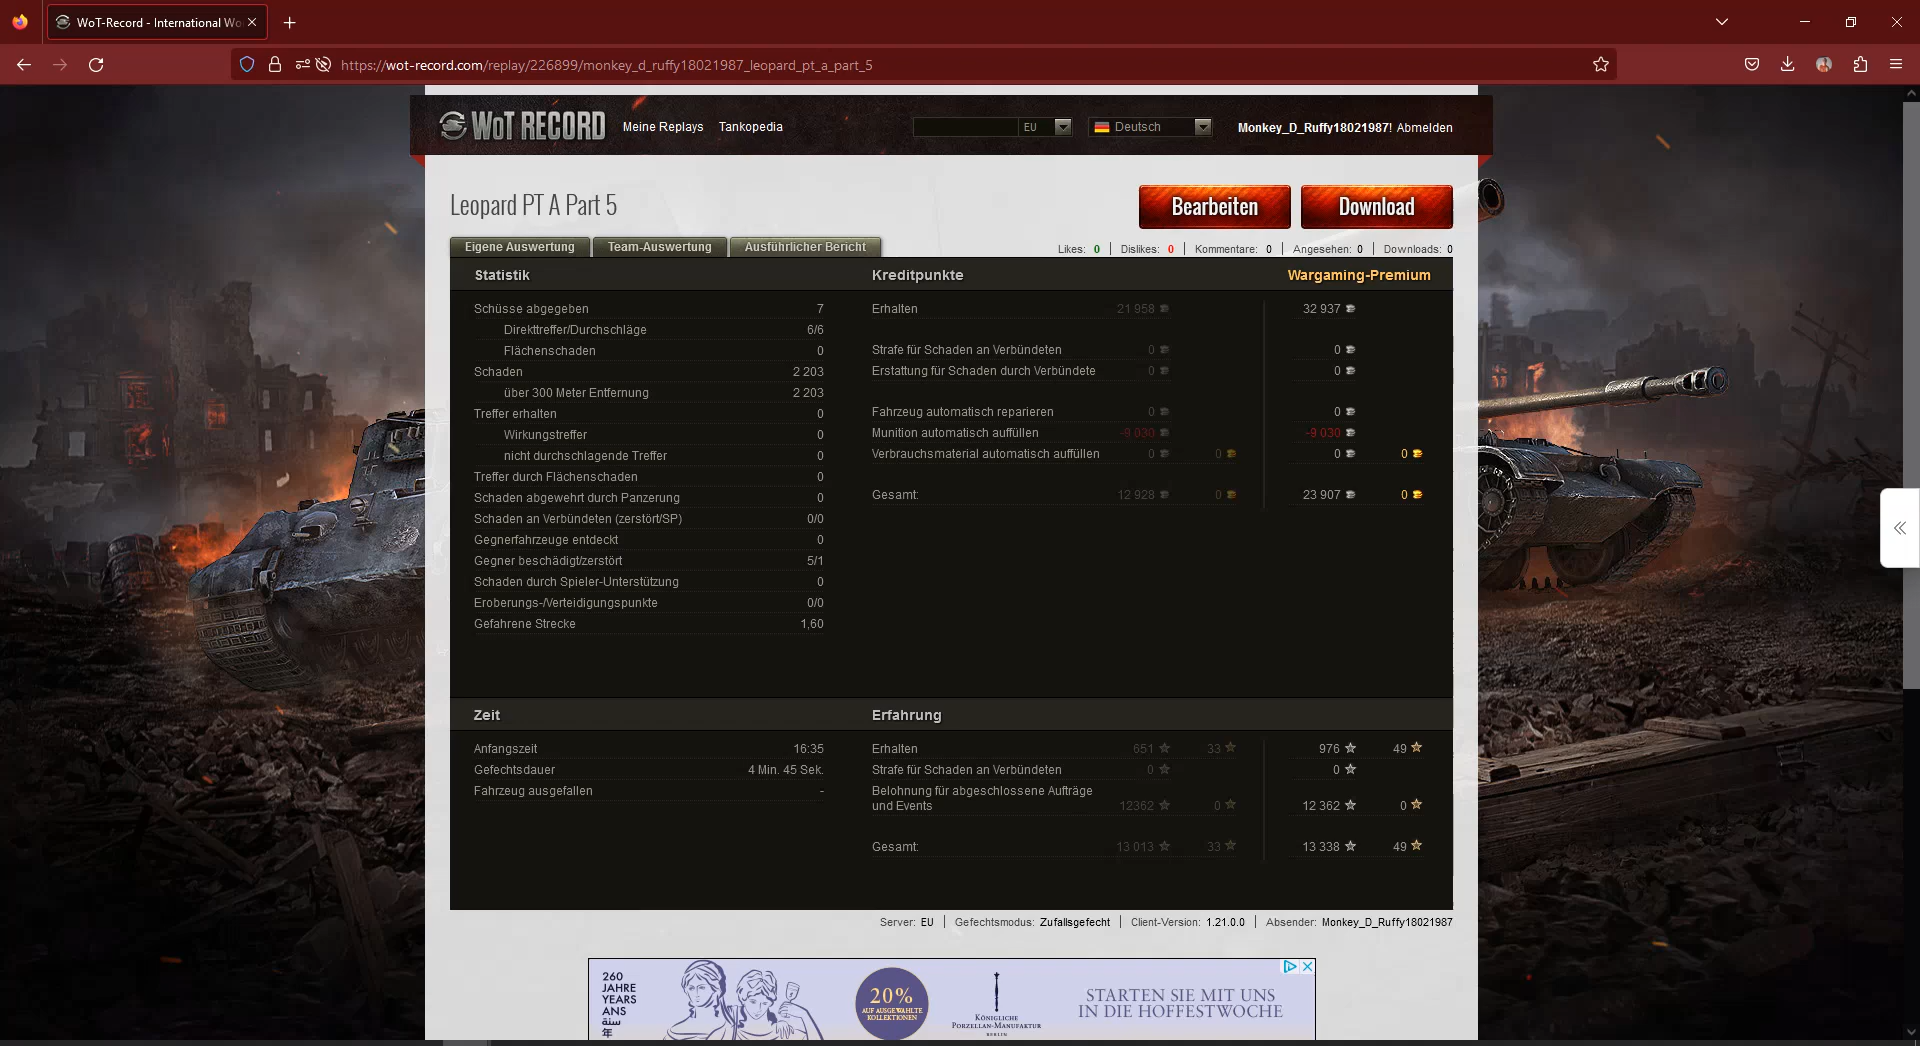 WoT-Record - International Wo
https://wot-record.com/replay/226899/monkey_d_ruffy18021987_leopard_pt_a_part_5
WoT RECORD
Meine Replays Tankopedia
EU
Deutsch
Monkey_D_Ruffy18021987! Abmelden
Leopard PT A Part 5
Bearbeiten
Download
Eigene Auswertung Team-Auswertung Ausführlicher Bericht
Likes: 0 Dislikes: 0 Kommentare: 0 Angesehen: 0 Downloads: 0
Statistik
Schüsse abgegeben 7
Direkttreffer/Durchschläge 6/6
Flächenschaden 0
Schaden 2 203
über 300 Meter Entfernung 2 203
Treffer erhalten 0
Wirkungstreffer 0
nicht durchschlagende Treffer 0
Treffer durch Flächenschaden 0
Schaden abgewehrt durch Panzerung 0
Schaden an Verbündeten (zerstört/SP) 0/0
Gegnerfahrzeuge entdeckt 0
Gegner beschädigt/zerstört 5/1
Schaden durch Spieler-Unterstützung 0
Eroberungs-/Verteidigungspunkte 0/0
Gefahrene Strecke 1,60
Kreditpunkte Wargaming-Premium
Erhalten 21 958 32 937
Strafe für Schaden an Verbündeten 0 0
Erstattung für Schaden durch Verbündete 0 0
Fahrzeug automatisch reparieren 0 0
Munition automatisch auffüllen -9 030 -9 030
Verbrauchsmaterial automatisch auffüllen 0 0 0 0
Gesamt: 12 928 0 23 907 0
Zeit
Anfangszeit 16:35
Gefechtsdauer 4 Min. 45 Sek.
Fahrzeug ausgefallen -
Erfahrung
Erhalten 651 33 976 49
Strafe für Schaden an Verbündeten 0 0
Belohnung für abgeschlossene Aufträge
und Events 12362 0 12 362 0
Gesamt: 13 013 33 13 338 49
Server: EU Gefechtsmodus: Zufallsgefecht Client-Version: 1.21.0.0 Absender: Monkey_D_Ruffy18021987
260
JAHRE
YEARS
ANS
سنة
年
20%
AUF AUSGEWÄHLTE
KOLLEKTIONEN
KÖNIGLICHE
PORZELLAN-MANUFAKTUR
BERLIN
STARTEN SIE MIT UNS
IN DIE HOFFESTWOCHE